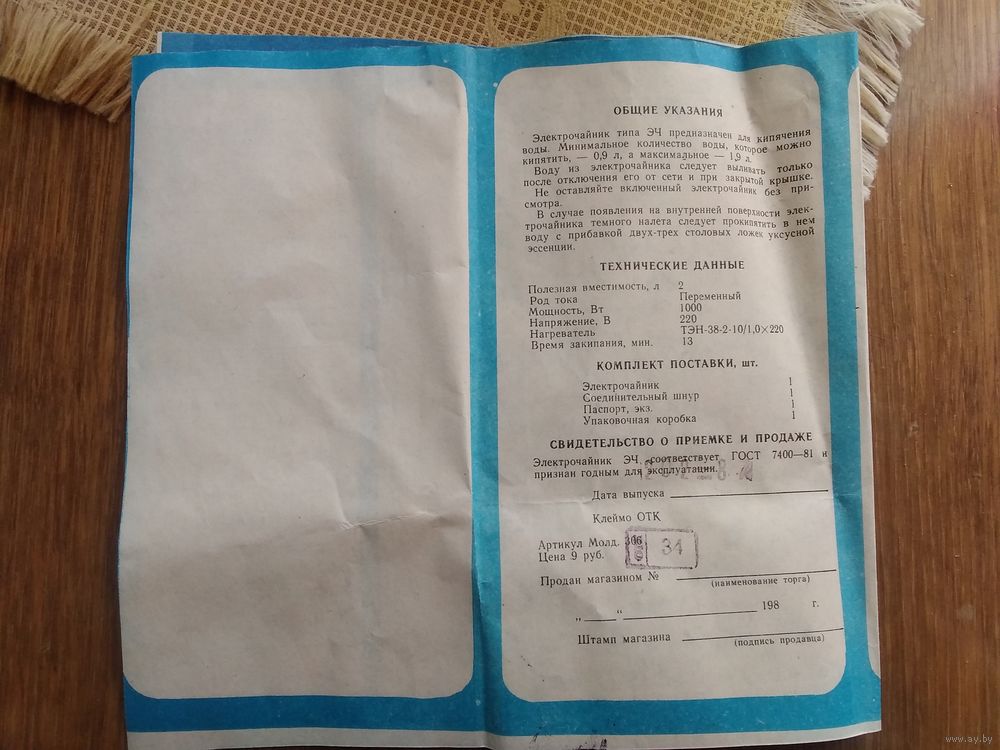 ОБЩИЕ УКАЗАНИЯ
Электрочайник типа ЭЧ предназначен для кипячения
воды. Минимальное количество воды, которое можно
кипятить, — 0,9 л, а максимальное — 1,9 л.
Воду из электрочайника следует выливать только
после отключения его от сети и при закрытой крышке.
Не оставляйте включенный электрочайник без при-
смотра.
В случае появления на внутренней поверхности элек-
трочайника темного налета следует прокипятить в нем
воду с прибавкой двух-трех столовых ложек уксусной
эссенции.
ТЕХНИЧЕСКИЕ ДАННЫЕ
Полезная вместимость, л 2
Род тока Переменный
Мощность, Вт 1000
Напряжение, В 220
Нагреватель ТЭН-38-2-10/1,0×220
Время закипания, мин. 13
КОМПЛЕКТ ПОСТАВКИ, шт.
Электрочайник 1
Соединительный шнур 1
Паспорт, экз. 1
Упаковочная коробка 1
СВИДЕТЕЛЬСТВО О ПРИЕМКЕ И ПРОДАЖЕ
Электрочайник ЭЧ соответствует ГОСТ 7400—81 и
признан годным для эксплуатации.
Дата выпуска
Клеймо ОТК
Артикул Молд.
34
Цена 9 руб.
Продан магазином №
(наименование торга)
„ “ 198 г.
Штамп магазина
(подпись продавца)
www.ay.by